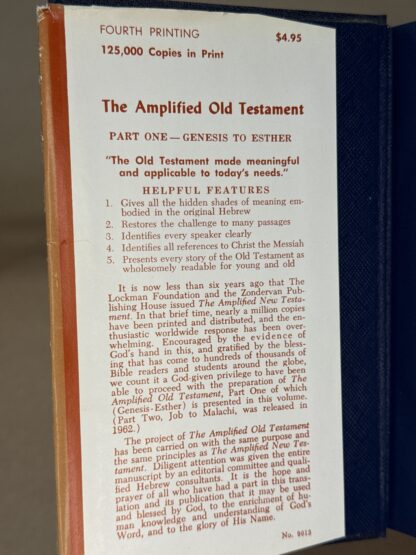 FOURTH PRINTING
$4.95
125,000 Copies in Print
The Amplified Old Testament
PART ONE — GENESIS TO ESTHER
"The Old Testament made meaningful
and applicable to today's needs."
HELPFUL FEATURES
1. Gives all the hidden shades of meaning em-
bodied in the original Hebrew
2. Restores the challenge to many passages
3. Identifies every speaker clearly
4. Identifies all references to Christ the Messiah
5. Presents every story of the Old Testament as
wholesomely readable for young and old
It is now less than six years ago that The
Lockman Foundation and the Zondervan Pub-
lishing House issued The Amplified New Testa-
ment. In that brief time, nearly a million copies
have been printed and distributed, and the en-
thusiastic worldwide response has been over-
whelming. Encouraged by the evidence of
God's hand in this, and gratified by the bless-
ing that has come to hundreds of thousands of
Bible readers and students around the globe,
we count it a God-given privilege to have been
able to proceed with the preparation of The
Amplified Old Testament, Part One of which
(Genesis-Esther) is presented in this volume.
(Part Two, Job to Malachi, was released in
1962.)
The project of The Amplified Old Testament
has been carried on with the same purpose and
the same principles as The Amplified New Tes-
tament. Diligent attention was given the entire
manuscript by an editorial committee and quali-
fied Hebrew consultants. It is the hope and
prayer of all who have had a part in this trans-
lation and its publication that it may be used
and blessed by God, to the enrichment of hu-
man knowledge and understanding of God's
Word, and to the glory of His Name.
No. 9013